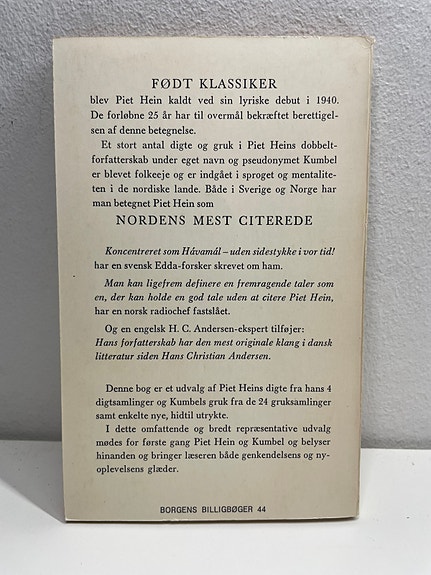 FØDT KLASSIKER
blev Piet Hein kaldt ved sin lyriske debut i 1940.
De forløbne 25 år har til overmål bekræftet berettigel-
sen af denne betegnelse.
Et stort antal digte og gruk i Piet Heins dobbelt-
forfatterskab under eget navn og pseudonymet Kumbel
er blevet folkeeje og er indgået i sproget og mentalite-
ten i de nordiske lande. Både i Sverige og Norge har
man betegnet Piet Hein som
NORDENS MEST CITEREDE
Koncentreret som Hávamál – uden sidestykke i vor tid!
har en svensk Edda-forsker skrevet om ham.
Man kan ligefrem definere en fremragende taler som
en, der kan holde en god tale uden at citere Piet Hein,
har en norsk radiochef fastslået.
Og en engelsk H. C. Andersen-ekspert tilføjer:
Hans forfatterskab har den mest originale klang i dansk
litteratur siden Hans Christian Andersen.
Denne bog er et udvalg af Piet Heins digte fra hans 4
digtsamlinger og Kumbels gruk fra de 24 gruksamlinger
samt enkelte nye, hidtil utrykte.
I dette omfattende og bredt repræsentative udvalg
mødes for første gang Piet Hein og Kumbel og belyser
hinanden og bringer læseren både genkendelsens og ny-
oplevelsens glæder.
BORGENS BILLIGBØGER 44